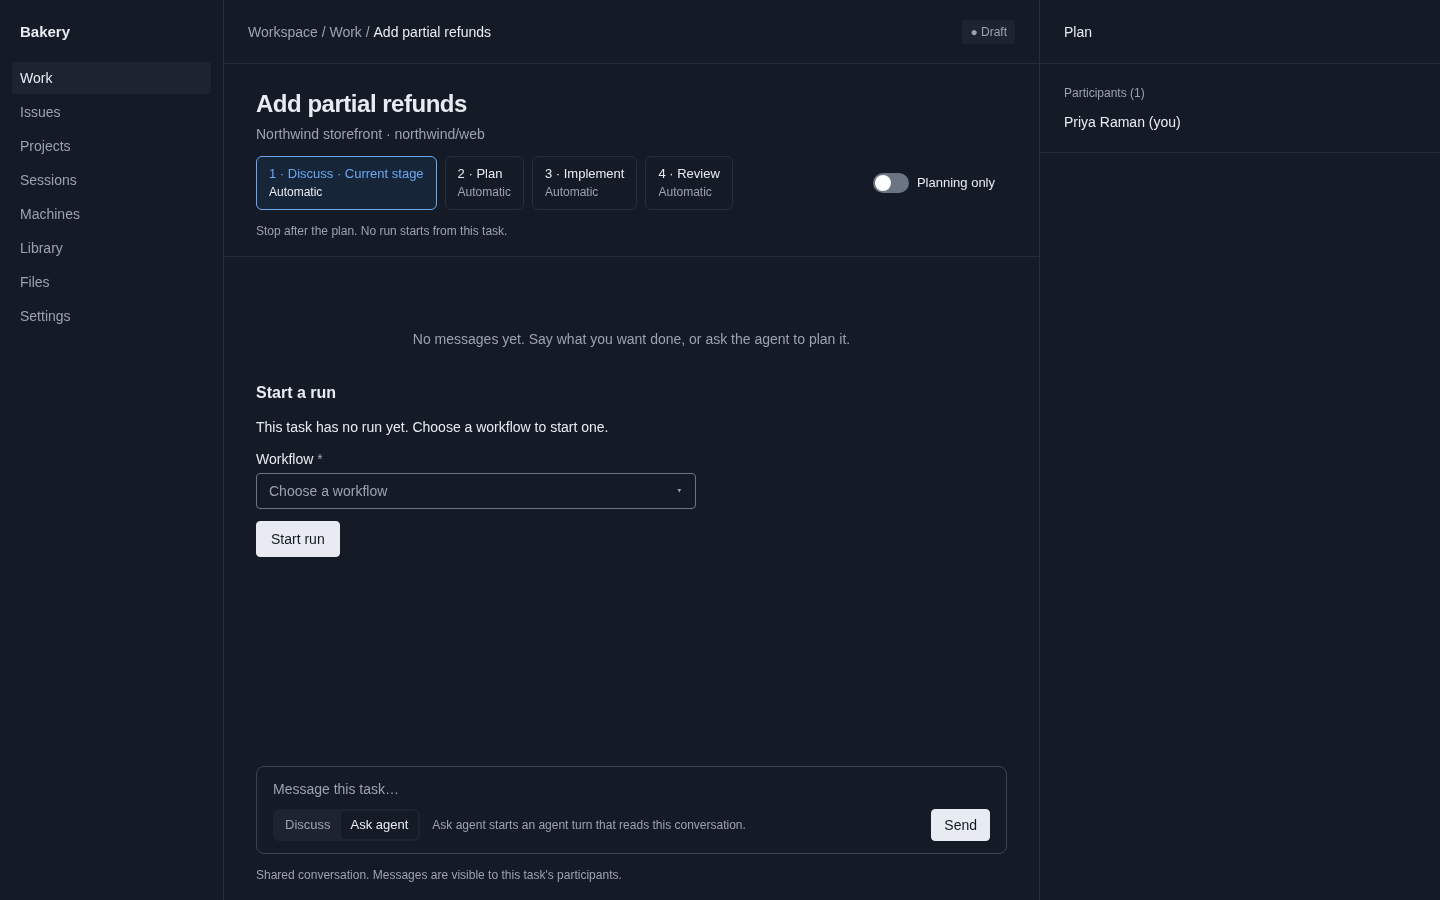 Bakery
Work
Issues
Projects
Sessions
Machines
Library
Files
Settings
Workspace / Work / Add partial refunds
● Draft
Add partial refunds
Northwind storefront · northwind/web
1 · Discuss · Current stage
Automatic
2 · Plan
Automatic
3 · Implement
Automatic
4 · Review
Automatic
Planning only
Stop after the plan. No run starts from this task.
No messages yet. Say what you want done, or ask the agent to plan it.
Start a run
This task has no run yet. Choose a workflow to start one.
Workflow *
Choose a workflow
Start run
Message this task…
Discuss
Ask agent
Ask agent starts an agent turn that reads this conversation.
Send
Shared conversation. Messages are visible to this task's participants.
Plan
Participants (1)
Priya Raman (you)